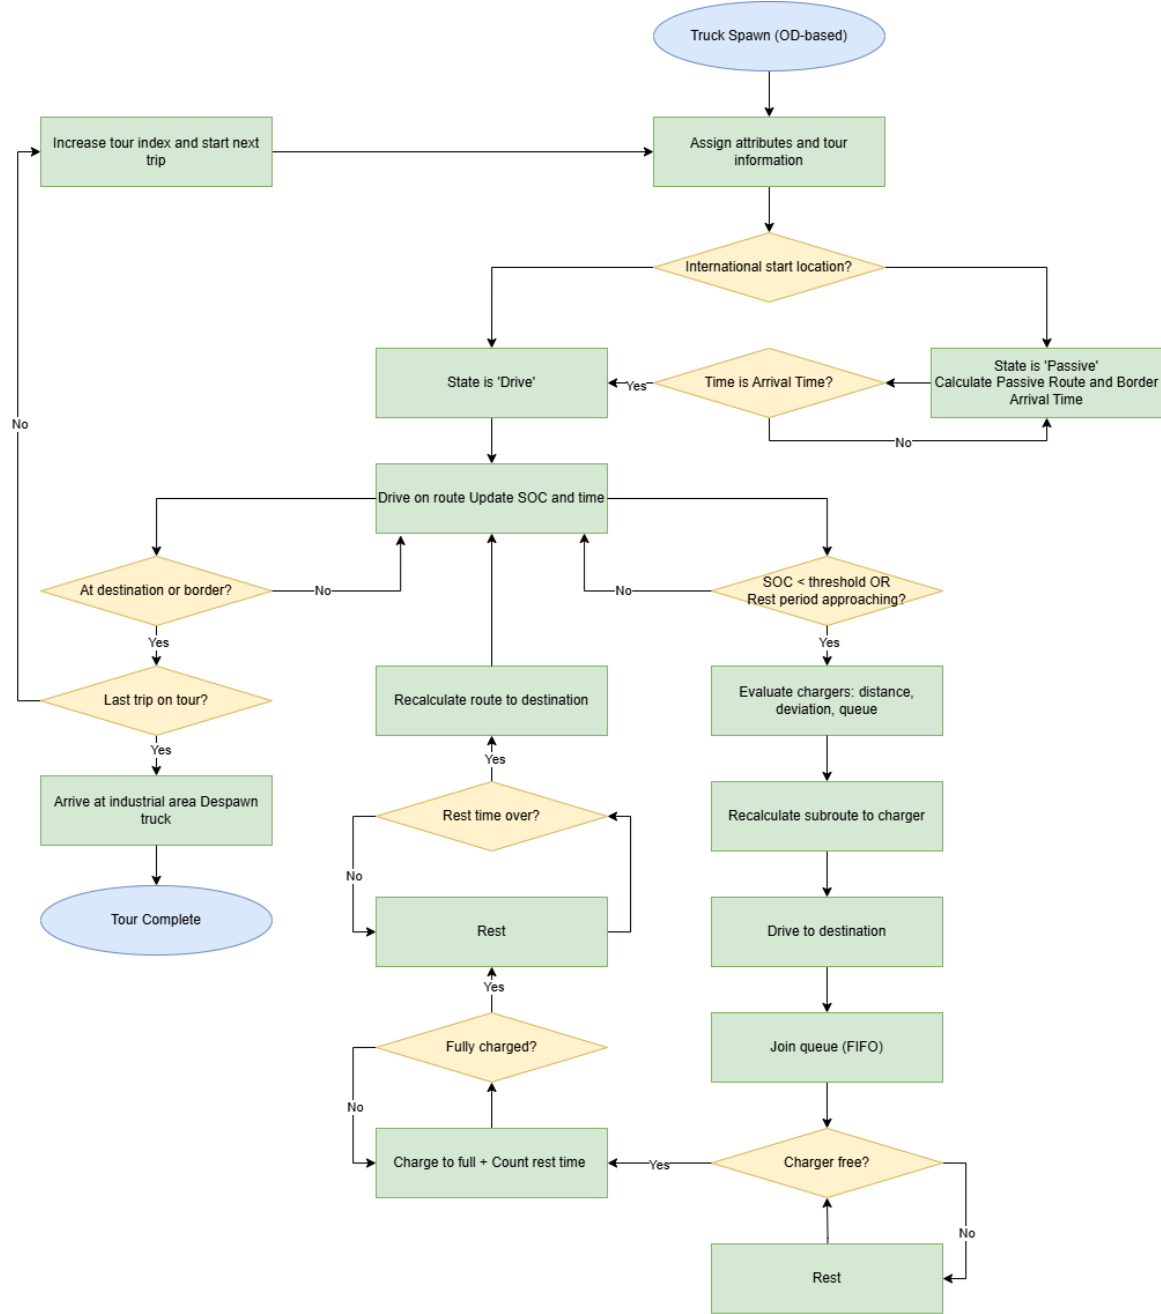 Truck Spawn (OD-based)
Increase tour index and start next
trip
Assign attributes and tour
information
International start location?
State is 'Drive'
Yes
Time is Arrival Time?
State is 'Passive'
Calculate Passive Route and Border
Arrival Time
No
No
Drive on route Update SOC and time
At destination or border?
No
No
SOC < threshold OR
Rest period approaching?
Yes
Yes
Last trip on tour?
Recalculate route to destination
Evaluate chargers: distance,
deviation, queue
Yes
Yes
Arrive at industrial area Despawn
truck
Rest time over?
Recalculate subroute to charger
No
Tour Complete
Rest
Drive to destination
Yes
Fully charged?
Join queue (FIFO)
No
Charge to full + Count rest time
Yes
Charger free?
No
Rest